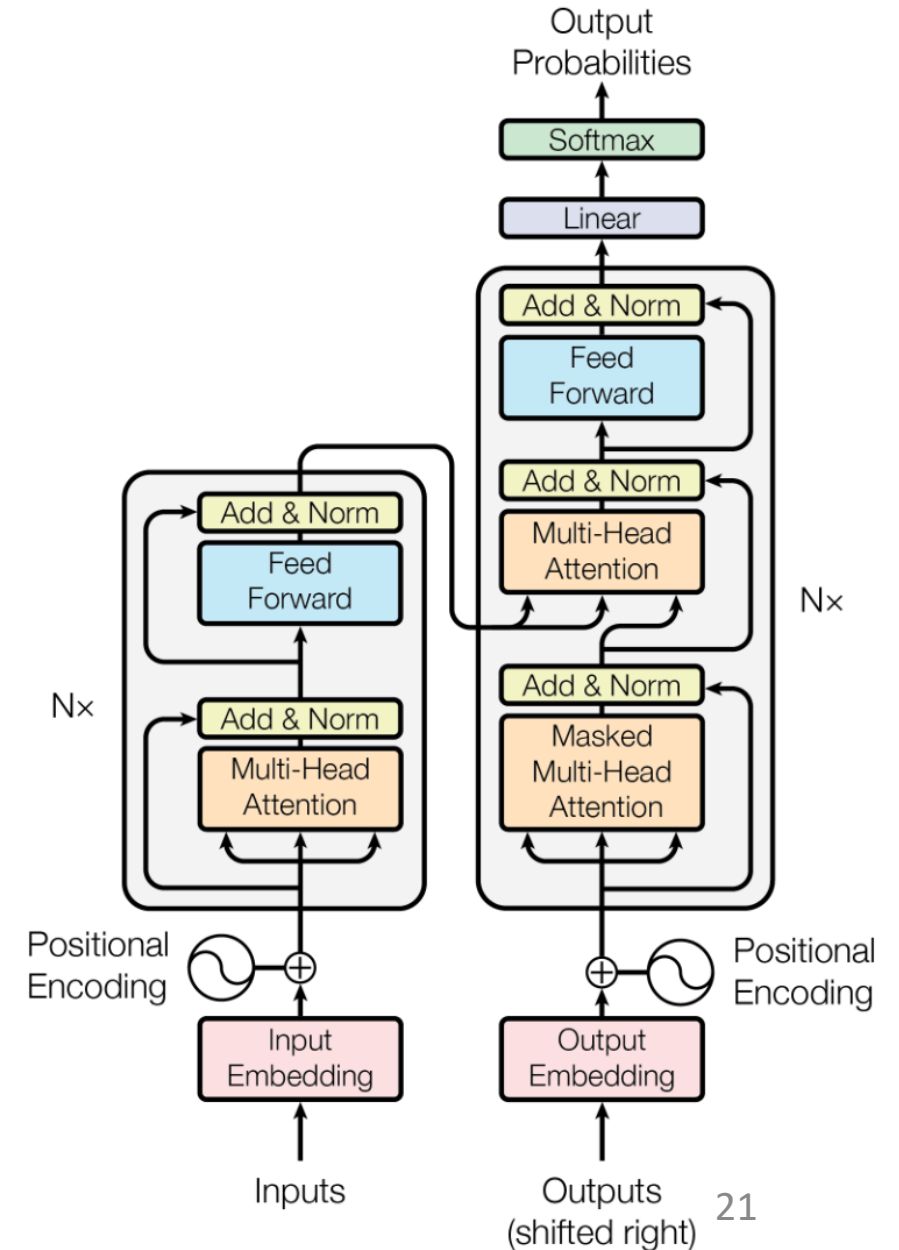 Output
Probabilities
Softmax
Linear
Add & Norm
Feed
Forward
Add & Norm
Multi-Head
Attention
N×
Add & Norm
Masked
Multi-Head
Attention
Add & Norm
Feed
Forward
N×
Add & Norm
Multi-Head
Attention
Positional
Encoding
Positional
Encoding
Input
Embedding
Output
Embedding
Inputs
Outputs
(shifted right)
21